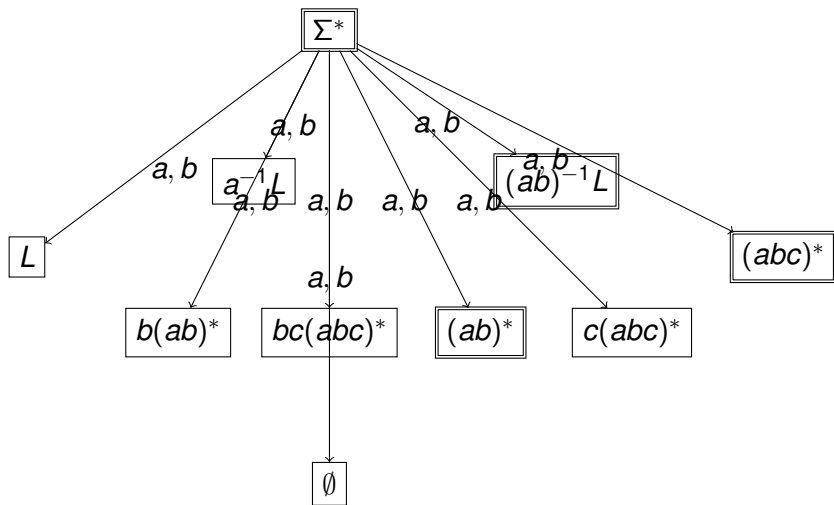 Σ*
a, b
a, b
a, b
a, b
a⁻¹L
(ab)⁻¹L
a, b
a, b
a, b
a, b
L
(abc)*
a, b
b(ab)*
bc(abc)*
(ab)*
c(abc)*
∅